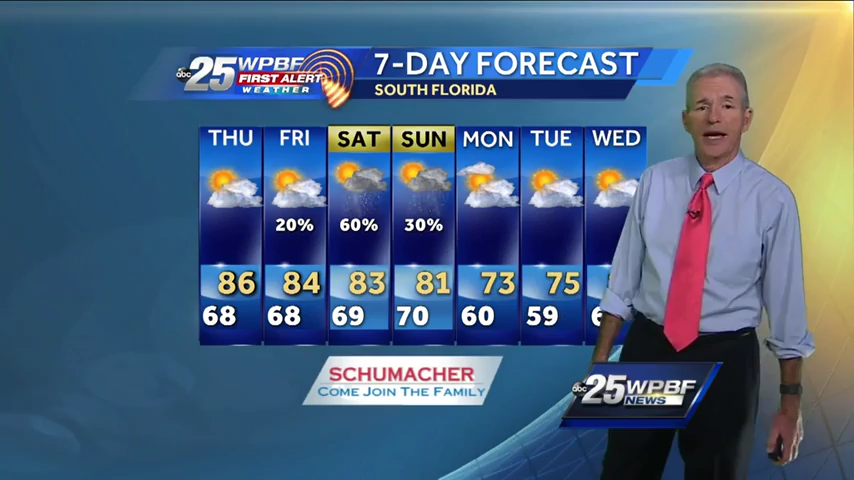 abc 25 WPBF
FIRST ALERT
WEATHER
7-DAY FORECAST
SOUTH FLORIDA
THU FRI SAT SUN MON TUE WED
20% 60% 30%
86 84 83 81 73 75
68 68 69 70 60 59
SCHUMACHER
COME JOIN THE FAMILY
abc 25 WPBF
NEWS